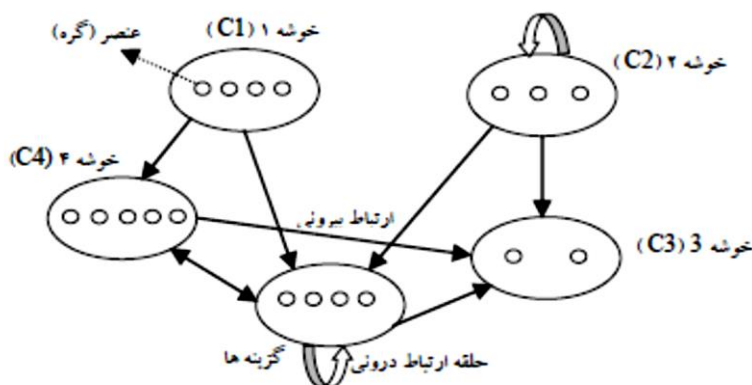 عنصر (گره)
خوشه ۱ (C1)
خوشه ۲ (C2)
خوشه ۴ (C4)
ارتباط بیرونی
خوشه 3 (C3)
گزینه ها
حلقه ارتباط درونی